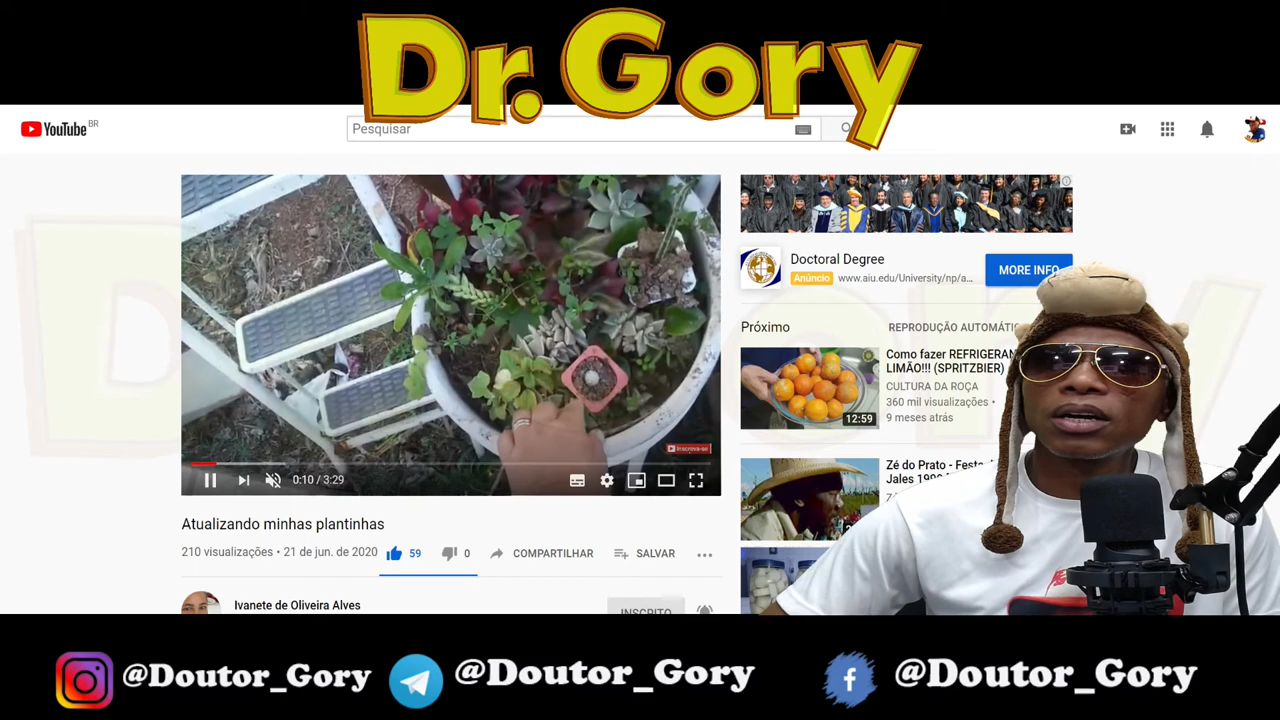 Dr. Gory
YouTube BR
Pesquisar
Doctoral Degree
Anúncio www.aiu.edu/University/np/a...
MORE INFO
Próximo
REPRODUÇÃO AUTOMÁTIC
Como fazer REFRIGERAN
LIMÃO!!! (SPRITZBIER)
CULTURA DA ROÇA
360 mil visualizações •
9 meses atrás
12:59
Zé do Prato - Festa
Inscreva-se
0:10 / 3:29
Atualizando minhas plantinhas
210 visualizações • 21 de jun. de 2020
59
0
COMPARTILHAR
SALVAR
Ivanete de Oliveira Alves
INSCRITO
@Doutor_Gory
@Doutor_Gory
@Doutor_Gory